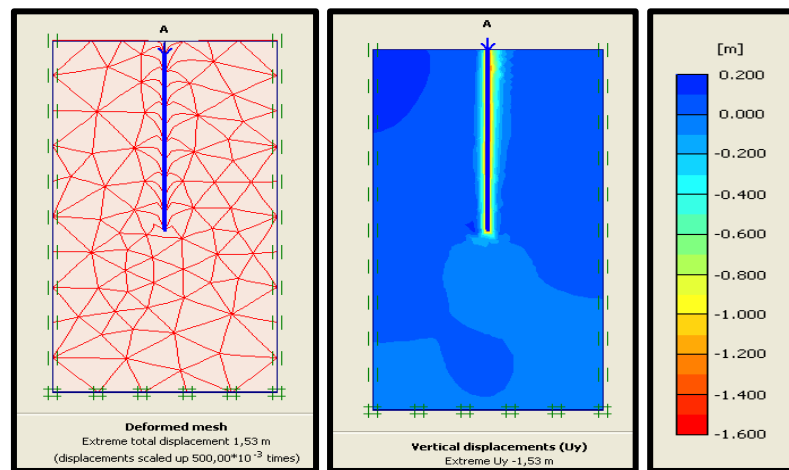 A
Deformed mesh
Extreme total displacement 1,53 m
(displacements scaled up 500,00*10⁻³ times)
A
Vertical displacements (Uy)
Extreme Uy -1,53 m
[m]
0.200
0.000
-0.200
-0.400
-0.600
-0.800
-1.000
-1.200
-1.400
-1.600